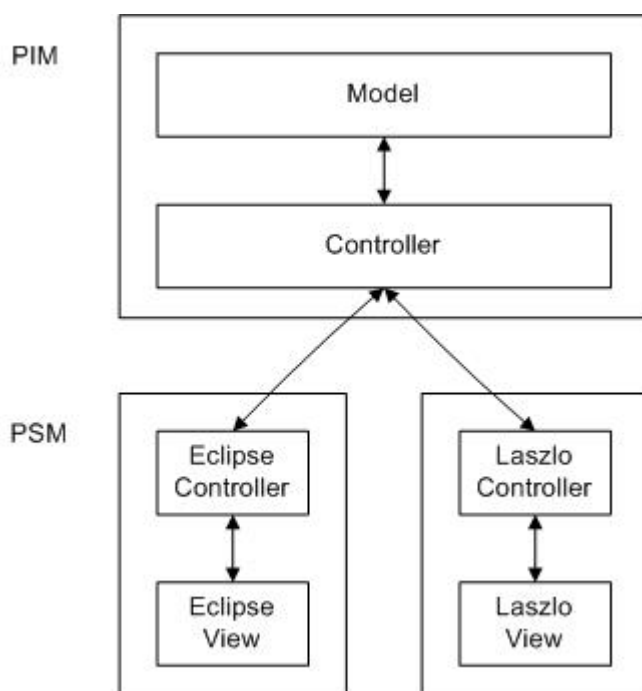 PIM
Model
Controller
PSM
Eclipse
Controller
Laszlo
Controller
Eclipse
View
Laszlo
View